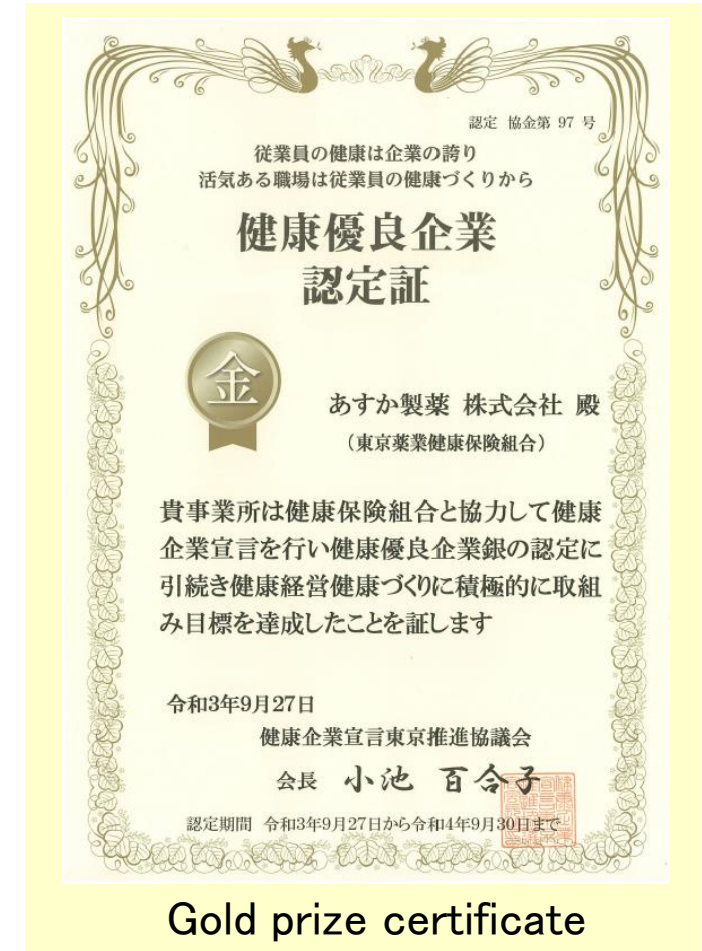 認定 協金第 97 号
従業員の健康は企業の誇り
活気ある職場は従業員の健康づくりから
健康優良企業
認定証
金
あすか製薬 株式会社 殿
（東京薬業健康保険組合）
貴事業所は健康保険組合と協力して健康
企業宣言を行い健康優良企業銀の認定に
引続き健康経営健康づくりに積極的に取組
み目標を達成したことを証します
令和3年9月27日
健康企業宣言東京推進協議会
会長 小池 百合子
認定期間 令和3年9月27日から令和4年9月30日まで
Gold prize certificate